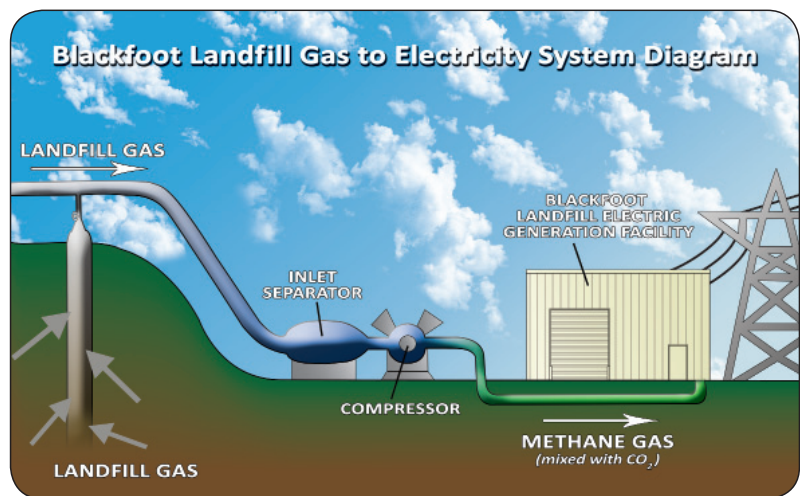 Blackfoot Landfill Gas to Electricity System Diagram
LANDFILL GAS
BLACKFOOT
LANDFILL ELECTRIC
GENERATION FACILITY
INLET
SEPARATOR
COMPRESSOR
METHANE GAS
(mixed with CO₂)
LANDFILL GAS